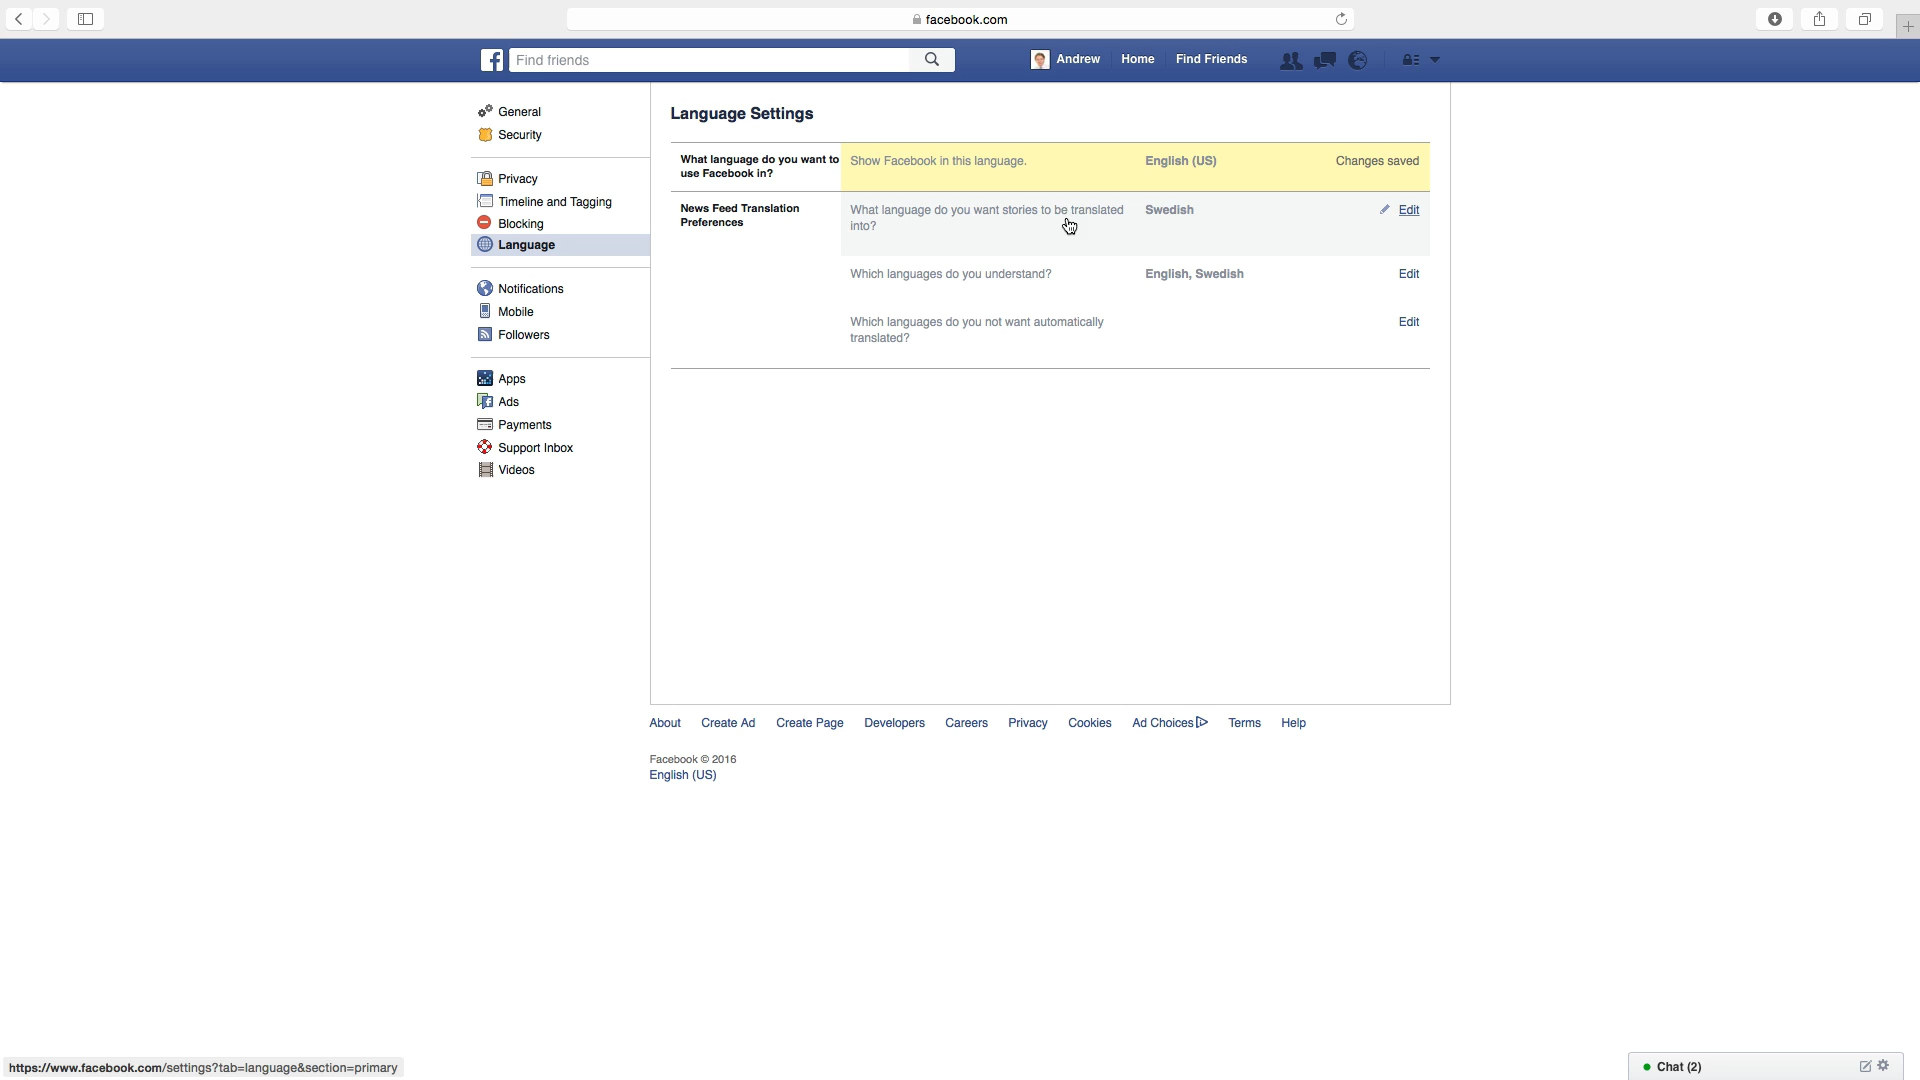 facebook.com
Find friends
Andrew Home Find Friends
General
Security
Privacy
Timeline and Tagging
Blocking
Language
Notifications
Mobile
Followers
Apps
Ads
Payments
Support Inbox
Videos
Language Settings
What language do you want to
use Facebook in?
Show Facebook in this language. English (US) Changes saved
News Feed Translation
Preferences
What language do you want stories to be translated
into?
Swedish Edit
Which languages do you understand? English, Swedish Edit
Which languages do you not want automatically
translated?
Edit
About Create Ad Create Page Developers Careers Privacy Cookies Ad Choices Terms Help
Facebook © 2016
English (US)
https://www.facebook.com/settings?tab=language&section=primary
Chat (2)